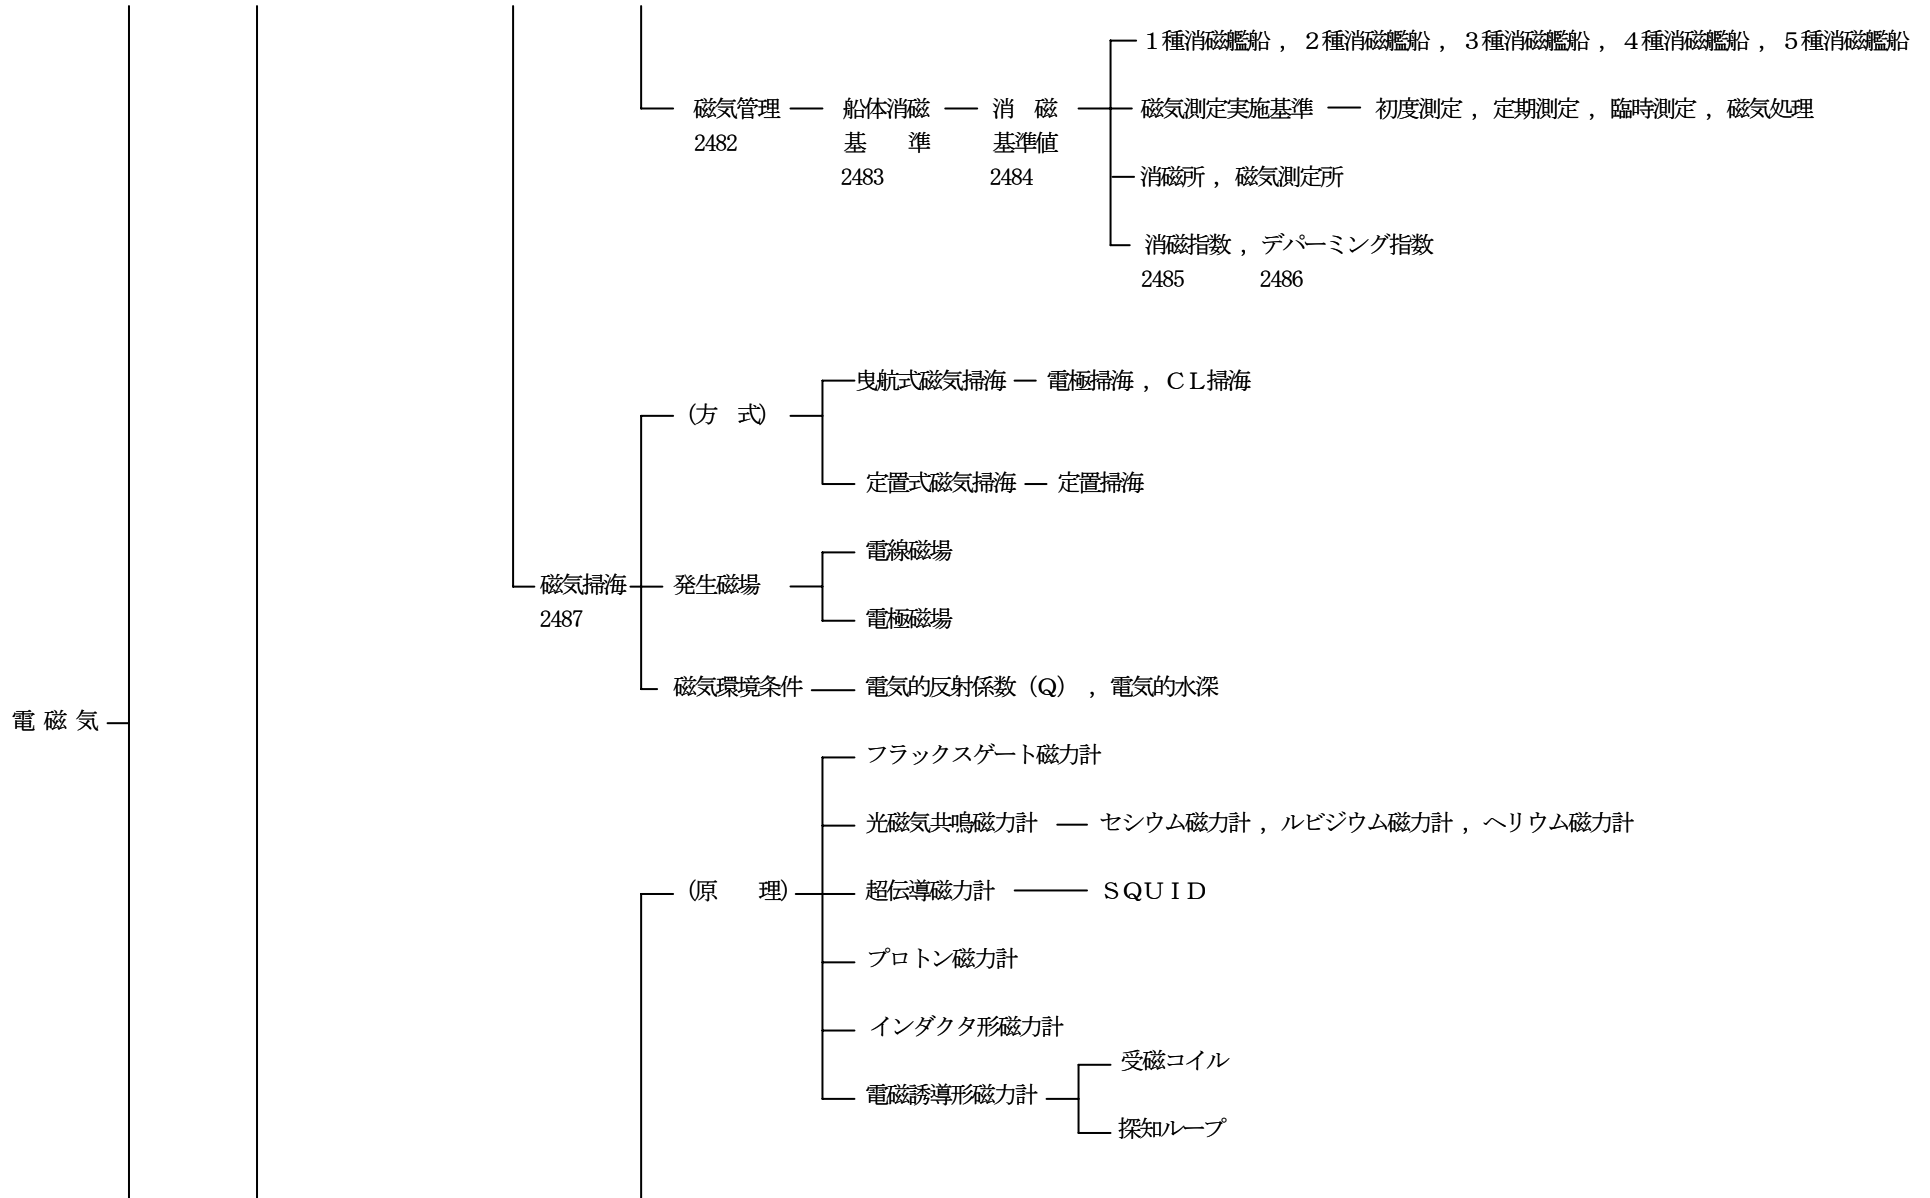 1種消磁艦船 , 2種消磁艦船 , 3種消磁艦船 , 4種消磁艦船 , 5種消磁艦船
磁気管理 船体消磁 消 磁 磁気測定実施基準 初度測定 , 定期測定 , 臨時測定 , 磁気処理
2482 基 準 基準値
2483 2484 消磁所 , 磁気測定所
消磁指数 , デパーミング指数
2485 2486
曳航式磁気掃海 電極掃海 , CL掃海
(方 式)
定置式磁気掃海 定置掃海
電線磁場
磁気掃海 発生磁場
2487 電極磁場
磁気環境条件 電気的反射係数(Q) , 電気的水深
電 磁 気
フラックスゲート磁力計
光磁気共鳴磁力計 セシウム磁力計 , ルビジウム磁力計 , ヘリウム磁力計
(原 理) 超伝導磁力計 SQUID
プロトン磁力計
インダクタ形磁力計
受磁コイル
電磁誘導形磁力計
探知ループ